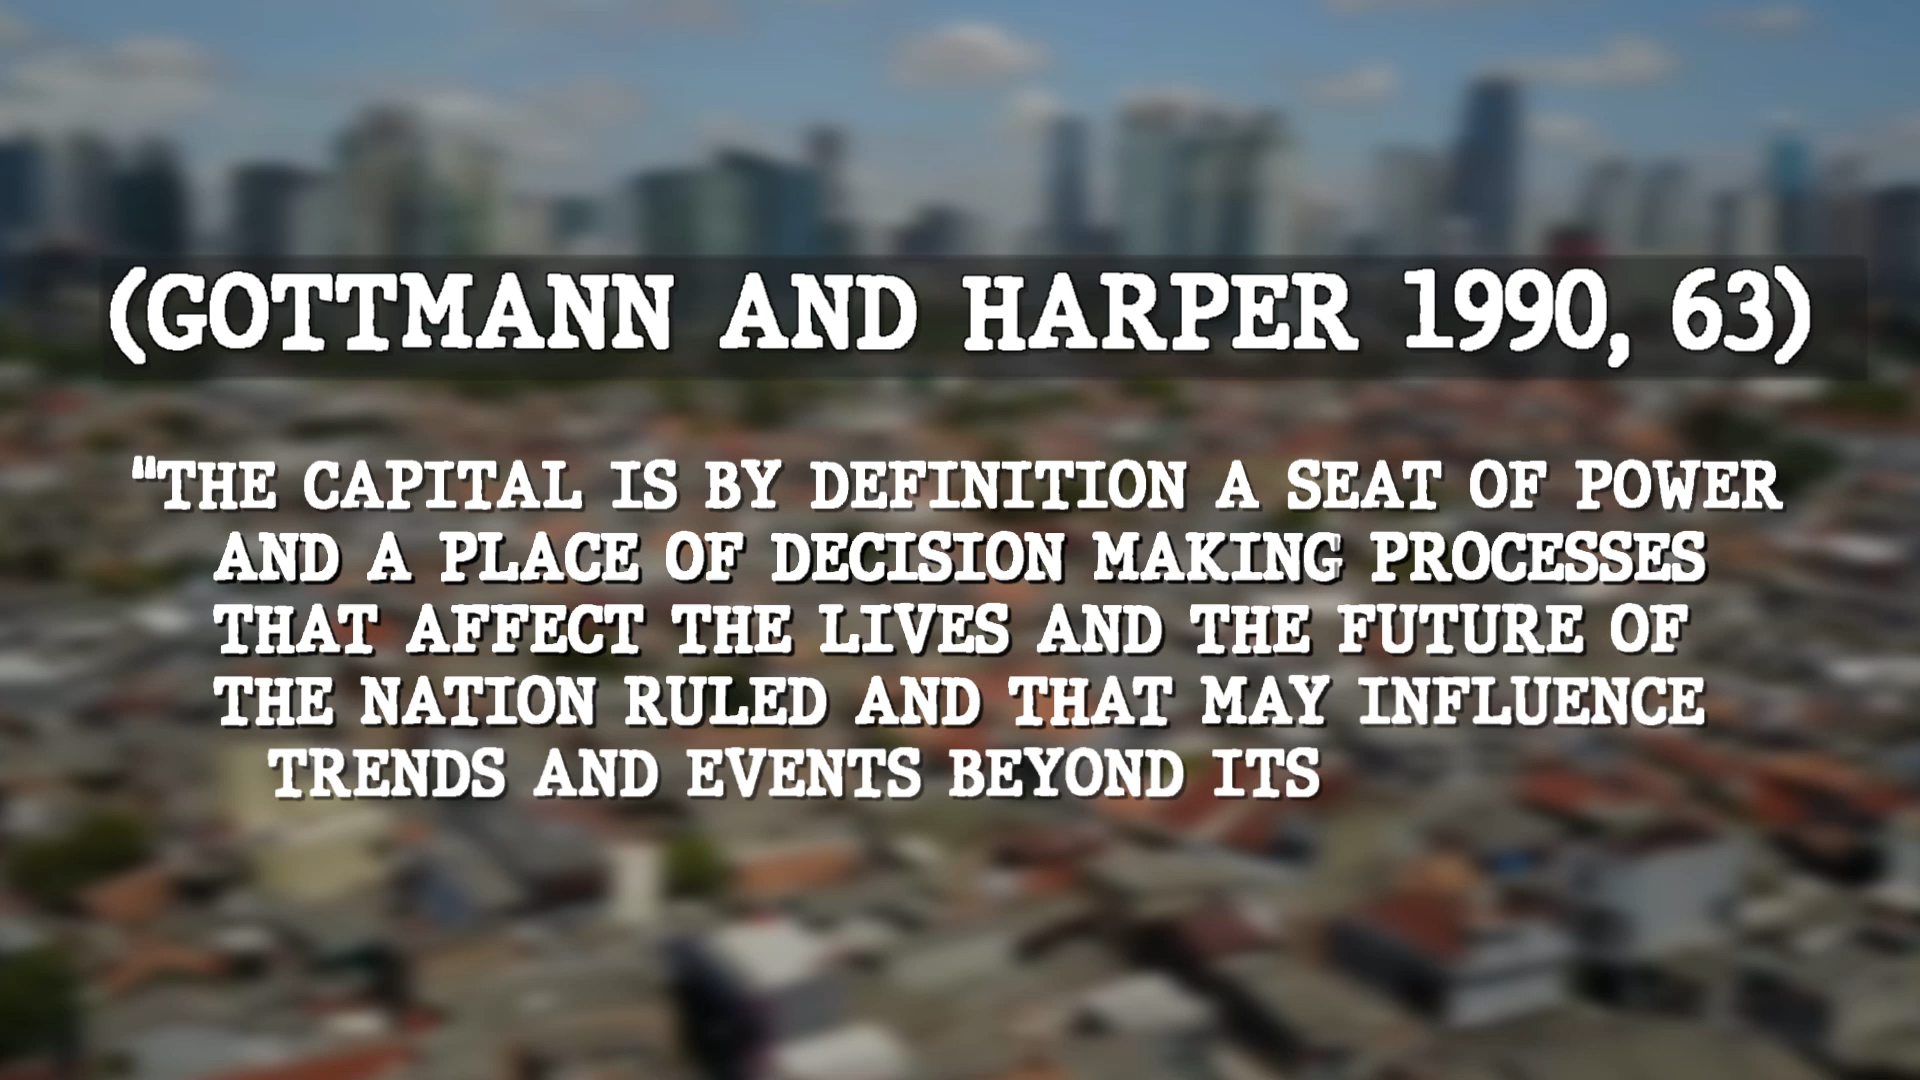 (GOTTMANN AND HARPER 1990, 63)
"THE CAPITAL IS BY DEFINITION A SEAT OF POWER
AND A PLACE OF DECISION MAKING PROCESSES
THAT AFFECT THE LIVES AND THE FUTURE OF
THE NATION RULED AND THAT MAY INFLUENCE
TRENDS AND EVENTS BEYOND ITS